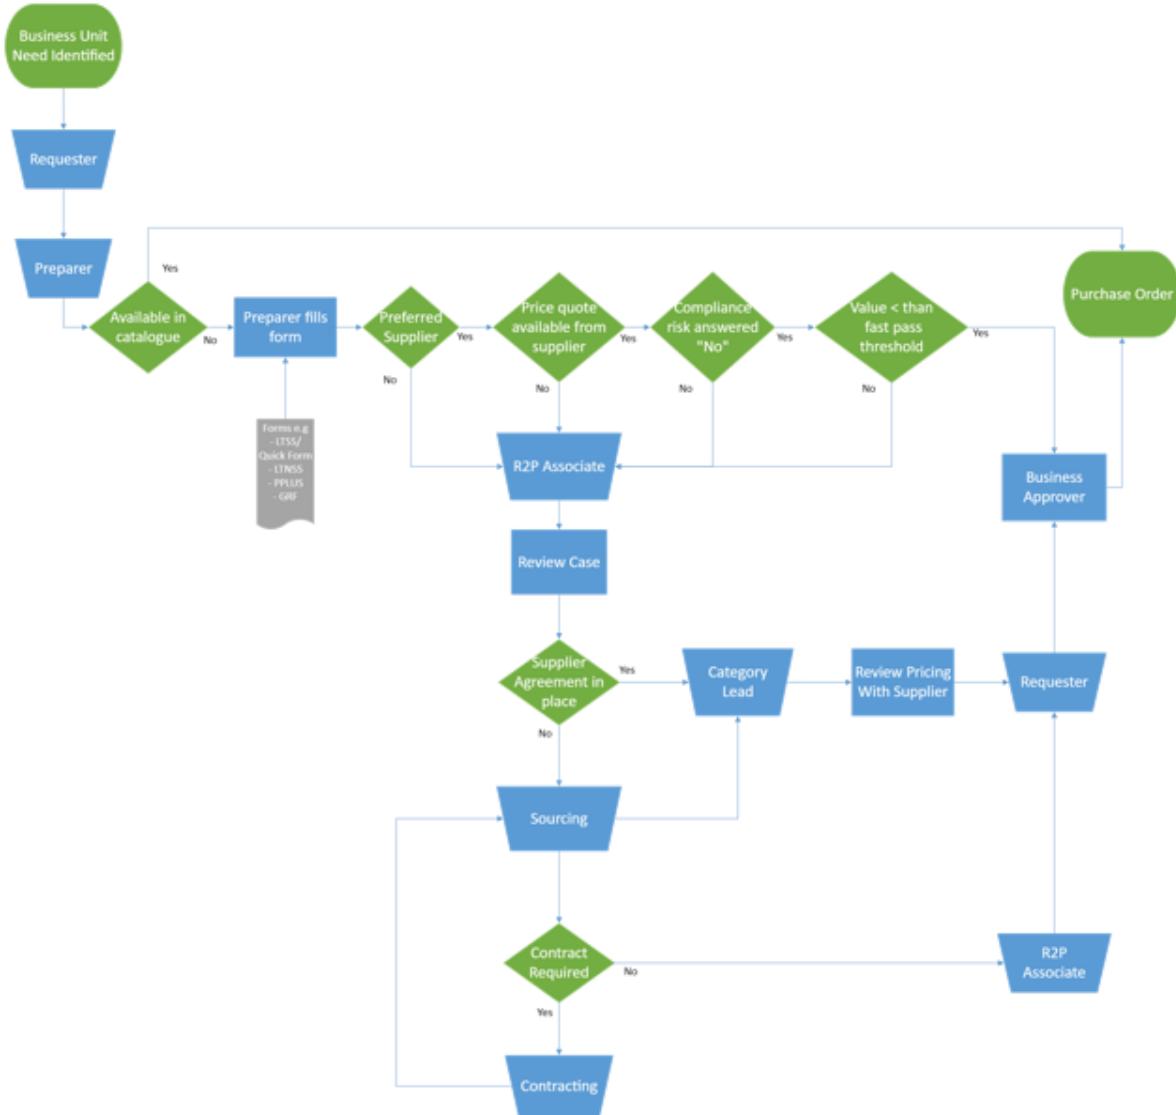 Business Unit
Need Identified
Requester
Preparer
Yes
Available in
catalogue
No
Preparer fills
form
Preferred
Supplier
Yes
No
Price quote
available from
supplier
Yes
No
Compliance
risk answered
"No"
Yes
No
Value < than
fast pass
threshold
Yes
No
Purchase Order
Forms e.g
- LTSS/
Quick Form
- LTNSS
- PPLUS
- GRF
R2P Associate
Business
Approver
Review Case
Supplier
Agreement in
place
Yes
No
Category
Lead
Review Pricing
With Supplier
Requester
Sourcing
Contract
Required
No
Yes
R2P
Associate
Contracting